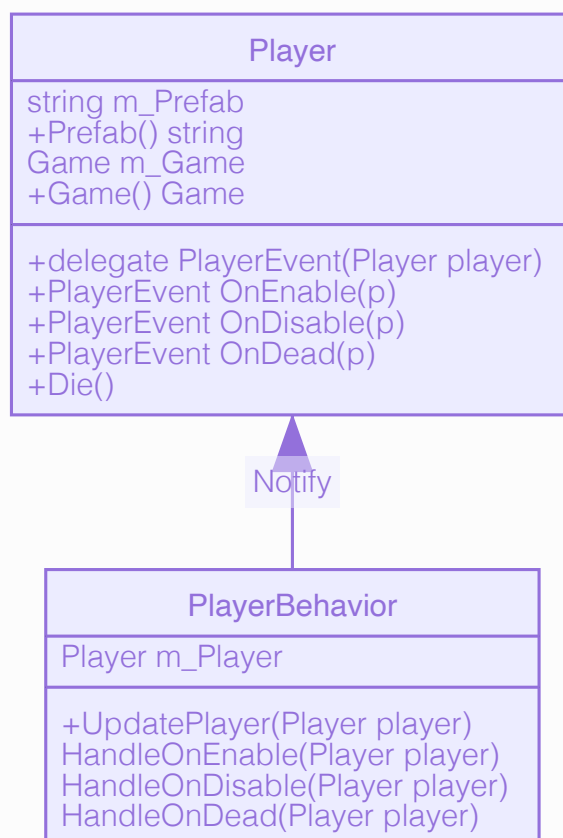 Player
string m_Prefab
+Prefab() string
Game m_Game
+Game() Game
+delegate PlayerEvent(Player player)
+PlayerEvent OnEnable(p)
+PlayerEvent OnDisable(p)
+PlayerEvent OnDead(p)
+Die()
Notify
PlayerBehavior
Player m_Player
+UpdatePlayer(Player player)
HandleOnEnable(Player player)
HandleOnDisable(Player player)
HandleOnDead(Player player)